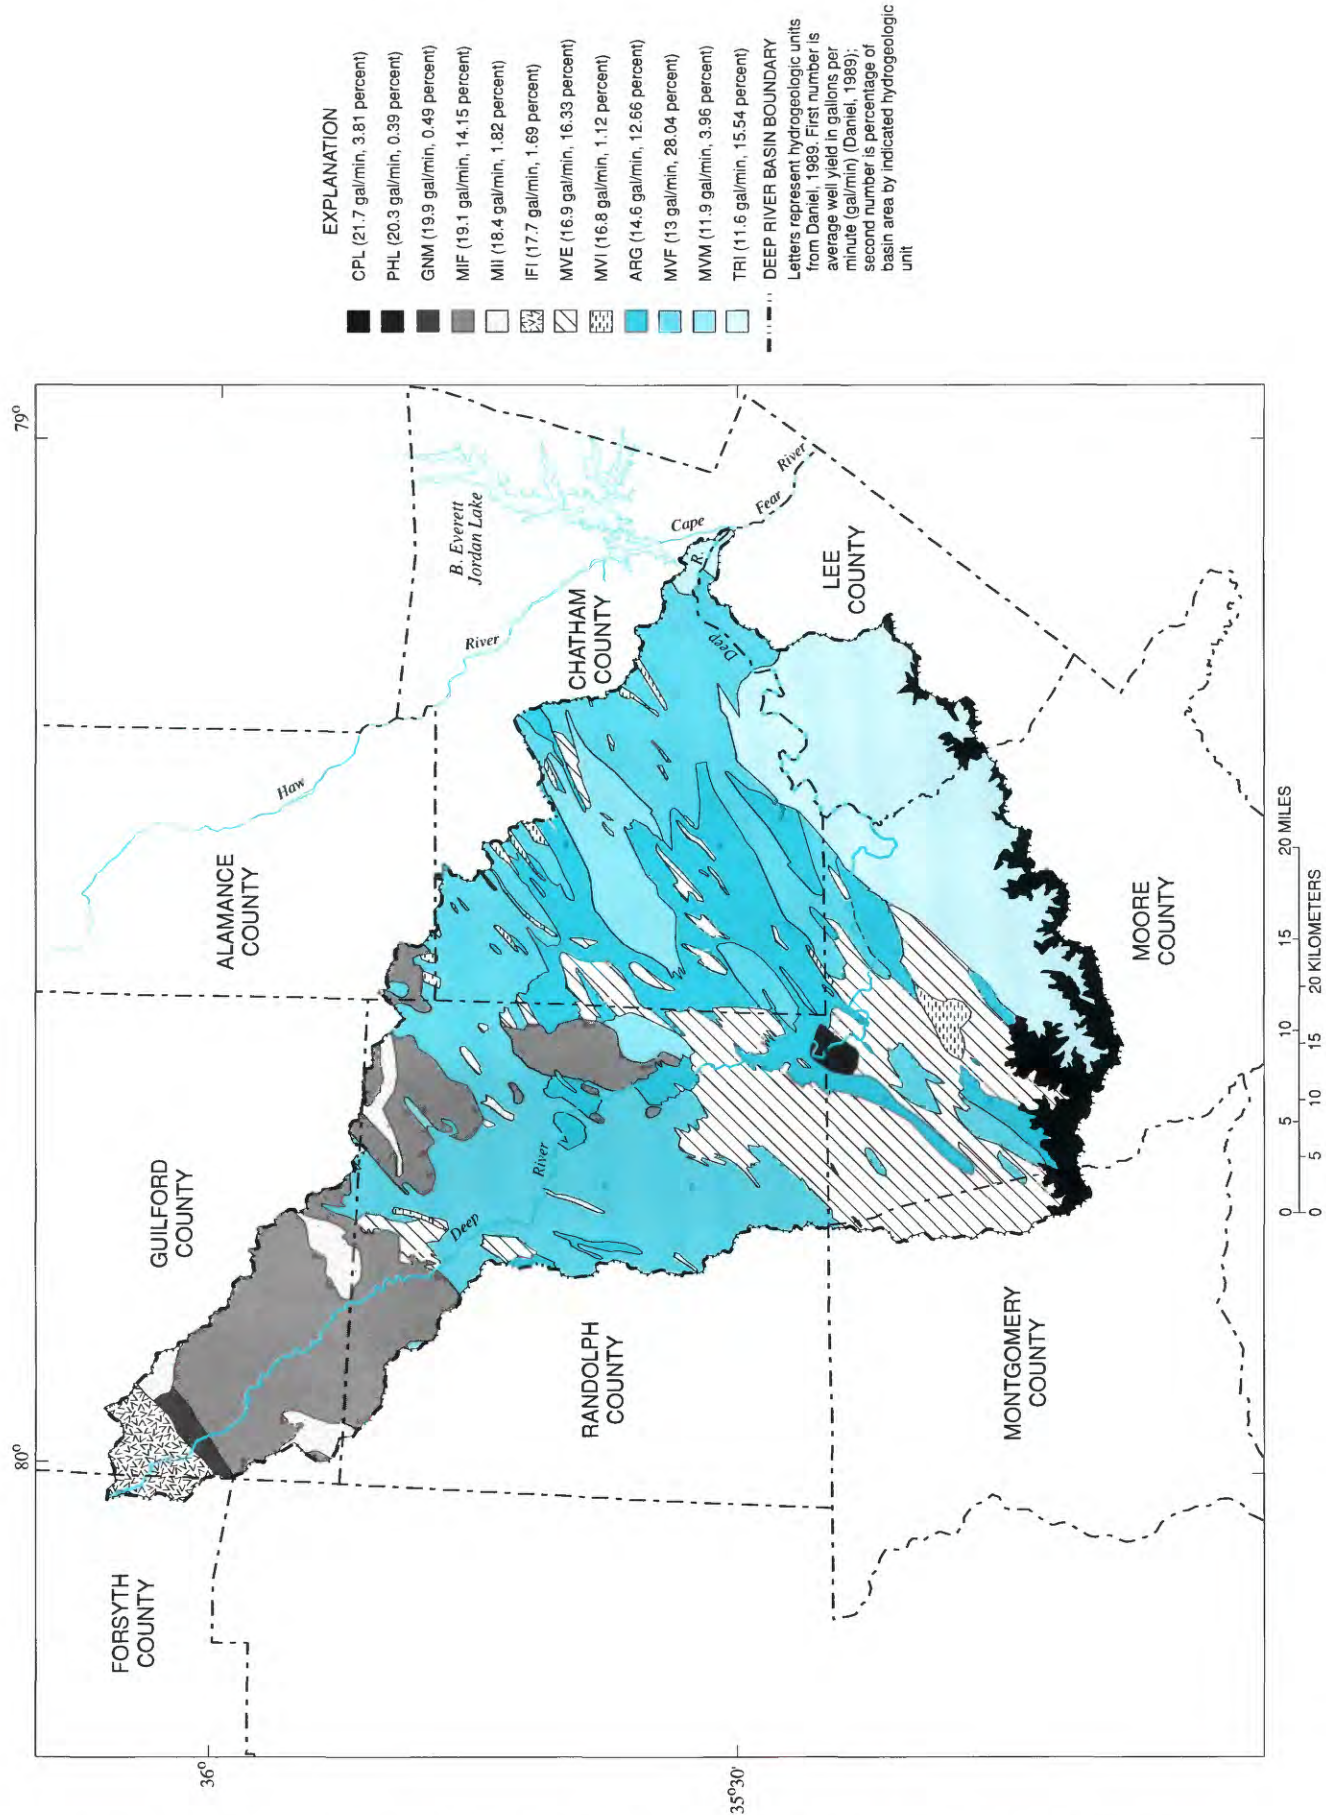 EXPLANATION
CPL (21.7 gal/min, 3.81 percent)
PHL (20.3 gal/min, 0.39 percent)
GNM (19.9 gal/min, 0.49 percent)
MIF (19.1 gal/min, 14.15 percent)
MII (18.4 gal/min, 1.82 percent)
IFI (17.7 gal/min, 1.69 percent)
MVE (16.9 gal/min, 16.33 percent)
MVI (16.8 gal/min, 1.12 percent)
ARG (14.6 gal/min, 12.66 percent)
MVF (13 gal/min, 28.04 percent)
MVM (11.9 gal/min, 3.96 percent)
TRI (11.6 gal/min, 15.54 percent)
DEEP RIVER BASIN BOUNDARY
Letters represent hydrogeologic units
from Daniel, 1989. First number is
average well yield in gallons per
minute (gal/min) (Daniel, 1989);
second number is percentage of
basin area by indicated hydrogeologic
unit
80°
79°
36°
35°30'
FORSYTH
COUNTY
GUILFORD
COUNTY
ALAMANCE
COUNTY
Haw
River
B. Everett
Jordan Lake
CHATHAM
COUNTY
Cape
Fear
River
Deep
R.
LEE
COUNTY
Deep
River
RANDOLPH
COUNTY
MONTGOMERY
COUNTY
MOORE
COUNTY
0 5 10 15 20 MILES
0 5 10 15 20 KILOMETERS